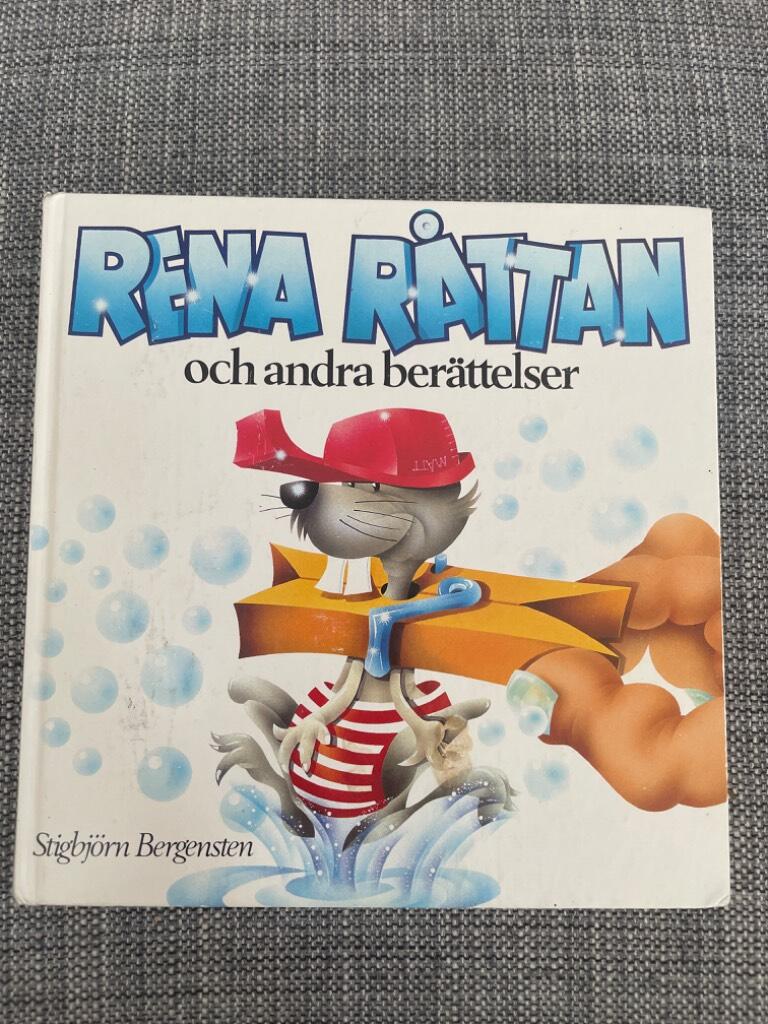 RENA RÅTTAN
och andra berättelser
Stigbjörn Bergensten